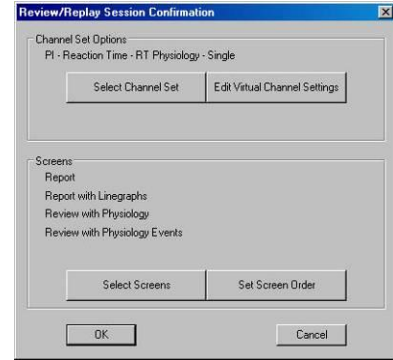 Review/Replay Session Confirmation
Channel Set Options
PI - Reaction Time - RT Physiology - Single
Select Channel Set
Edit Virtual Channel Settings
Screens
Report
Report with Linegraphs
Review with Physiology
Review with Physiology Events
Select Screens
Set Screen Order
OK
Cancel